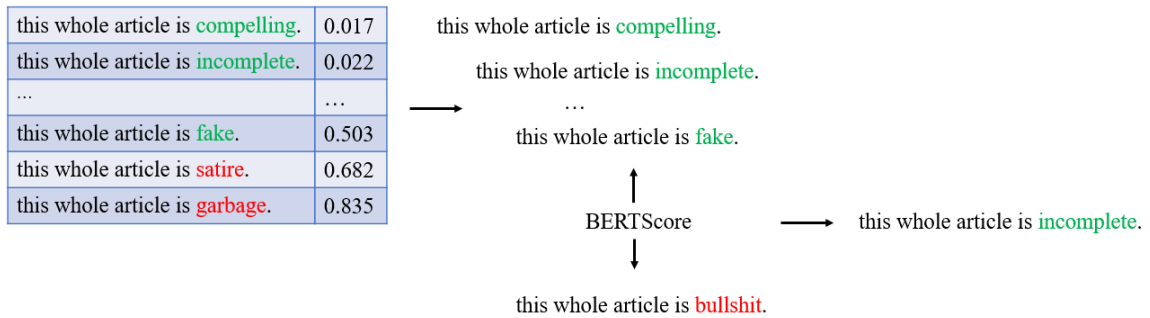 this whole article is compelling. 0.017
this whole article is incomplete. 0.022
... ...
this whole article is fake. 0.503
this whole article is satire. 0.682
this whole article is garbage. 0.835
this whole article is compelling.
this whole article is incomplete.
...
this whole article is fake.
BERTScore
this whole article is bullshit.
this whole article is incomplete.